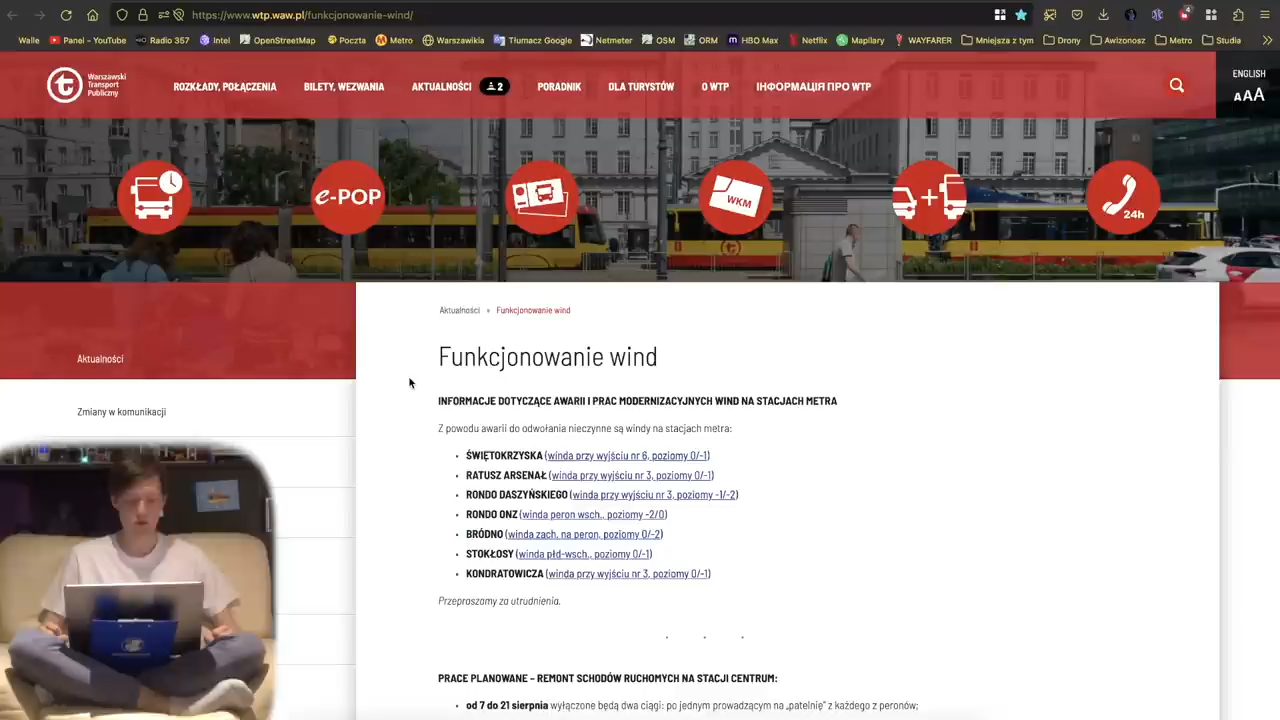 https://www.wtp.waw.pl/funkcjonowanie-wind/
4
Walle Panel – YouTube Radio 357 Intel OpenStreetMap Poczta Metro Warszawikia Tłumacz Google Netmeter OSM ORM HBO Max Netflix Mapilary WAYFARER Mniejsza z tym Drony Awizonosz Metro Studia »
Warszawski
Transport
Publiczny
ROZKŁADY, POŁĄCZENIA BILETY, WEZWANIA AKTUALNOŚCI 2 PORADNIK DLA TURYSTÓW O WTP ІНФОРМАЦІЯ ПРО WTP
ENGLISH
AAA
e-POP
WKM
24h
Aktualności » Funkcjonowanie wind
Funkcjonowanie wind
Aktualności
Zmiany w komunikacji
INFORMACJE DOTYCZĄCE AWARII I PRAC MODERNIZACYJNYCH WIND NA STACJACH METRA
Z powodu awarii do odwołania nieczynne są windy na stacjach metra:
• ŚWIĘTOKRZYSKA (winda przy wyjściu nr 6, poziomy 0/-1)
• RATUSZ ARSENAŁ (winda przy wyjściu nr 3, poziomy 0/-1)
• RONDO DASZYŃSKIEGO (winda przy wyjściu nr 3, poziomy -1/-2)
• RONDO ONZ (winda peron wsch., poziomy -2/0)
• BRÓDNO (winda zach. na peron, poziomy 0/-2)
• STOKŁOSY (winda płd-wsch., poziomy 0/-1)
• KONDRATOWICZA (winda przy wyjściu nr 3, poziomy 0/-1)
Przepraszamy za utrudnienia.
PRACE PLANOWANE – REMONT SCHODÓW RUCHOMYCH NA STACJI CENTRUM:
• od 7 do 21 sierpnia wyłączone będą dwa ciągi: po jednym prowadzącym na „patelnię” z każdego z peronów;